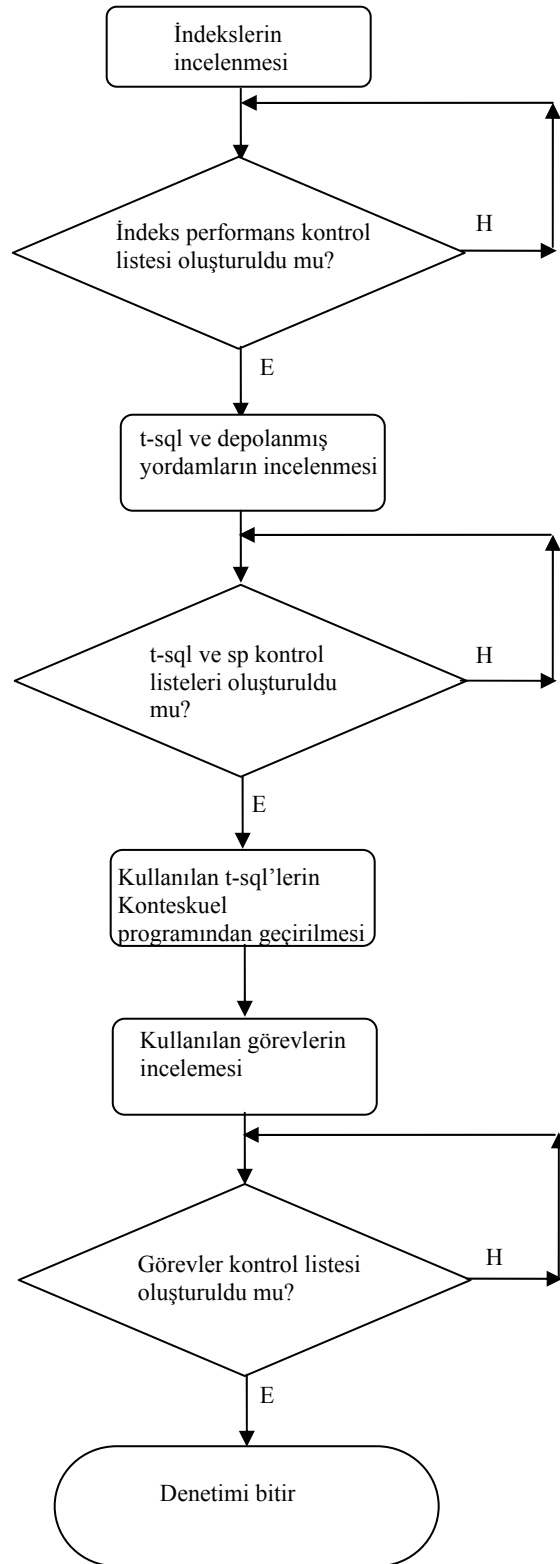 İndekslerin
incelenmesi
İndeks performans kontrol
listesi oluşturuldu mu?
H
E
t-sql ve depolanmış
yordamların incelenmesi
t-sql ve sp kontrol
listeleri oluşturuldu
mu?
H
E
Kullanılan t-sql’lerin
Konteskuel
programından geçirilmesi
Kullanılan görevlerin
incelemesi
Görevler kontrol listesi
oluşturuldu mu?
H
E
Denetimi bitir